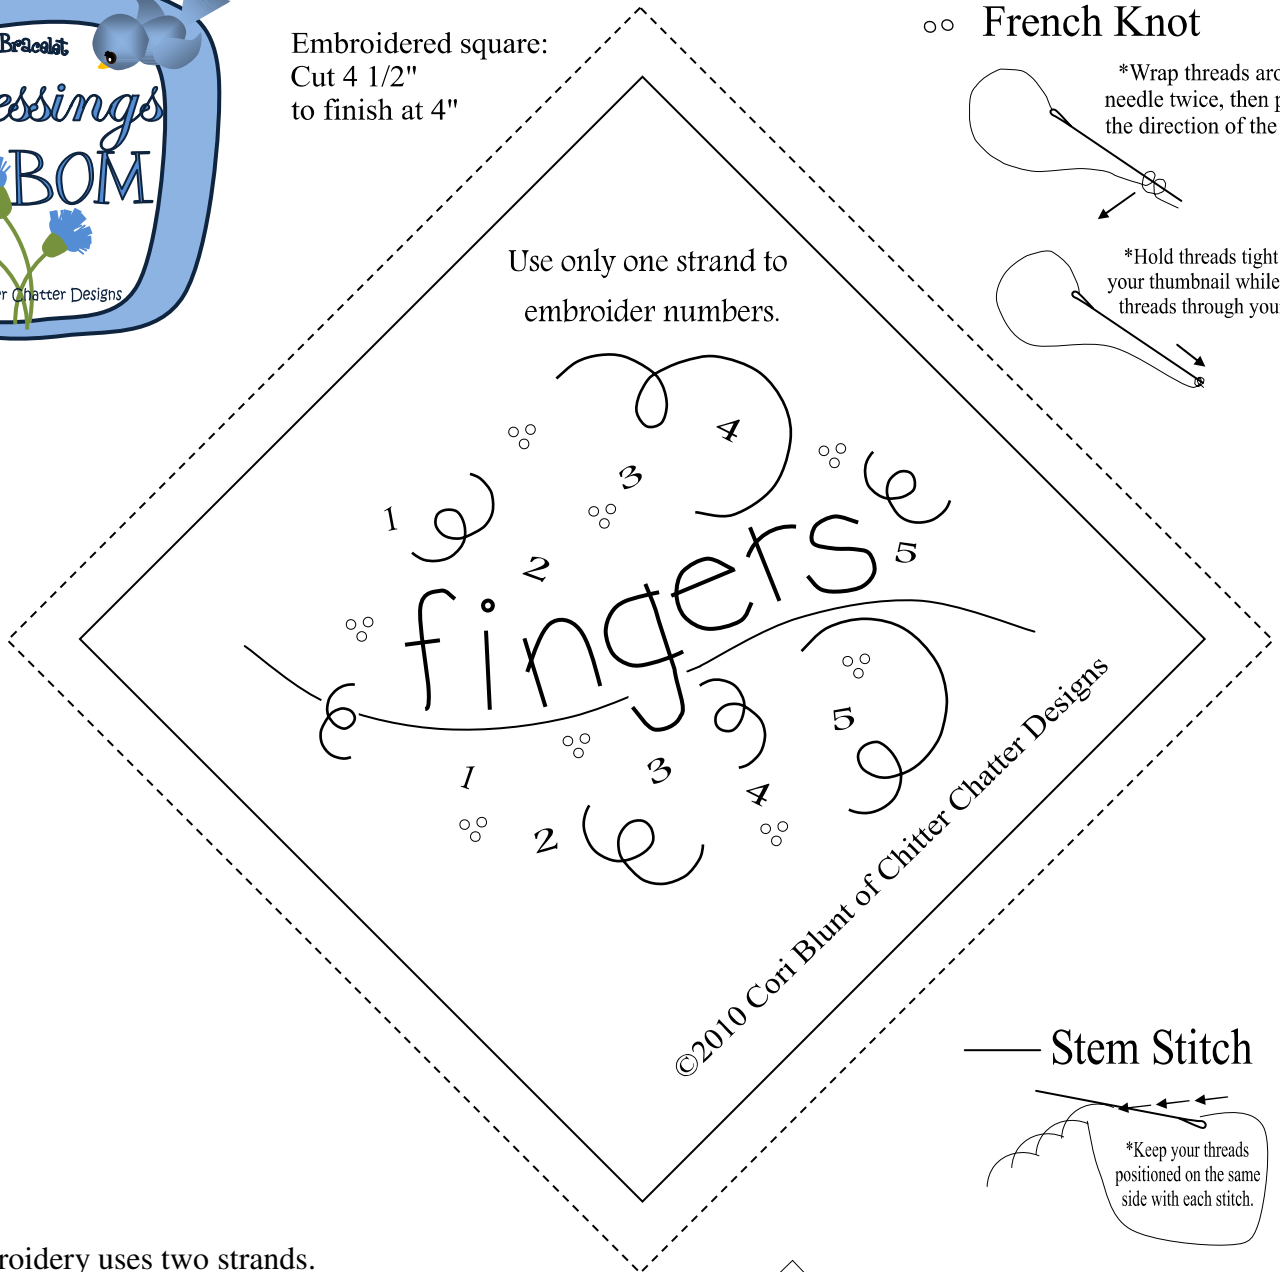 Bracelet
essings
BOM
r Chatter Designs
Embroidered square:
Cut 4 1/2"
to finish at 4"
French Knot
*Wrap threads aro
needle twice, then p
the direction of the
*Hold threads tight
your thumbnail while
threads through you
Use only one strand to
embroider numbers.
4
3
1
5
2
fingers
5
1
3
4
2
©2010 Cori Blunt of Chitter Chatter Designs
Stem Stitch
*Keep your threads
positioned on the same
side with each stitch.
roidery uses two strands.